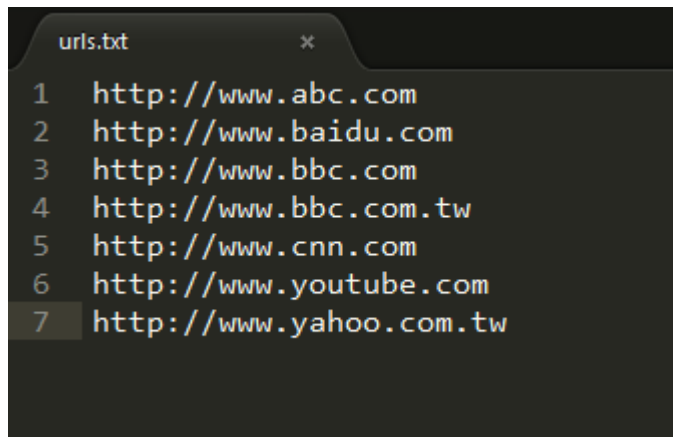 urls.txt ×
1 http://www.abc.com
2 http://www.baidu.com
3 http://www.bbc.com
4 http://www.bbc.com.tw
5 http://www.cnn.com
6 http://www.youtube.com
7 http://www.yahoo.com.tw